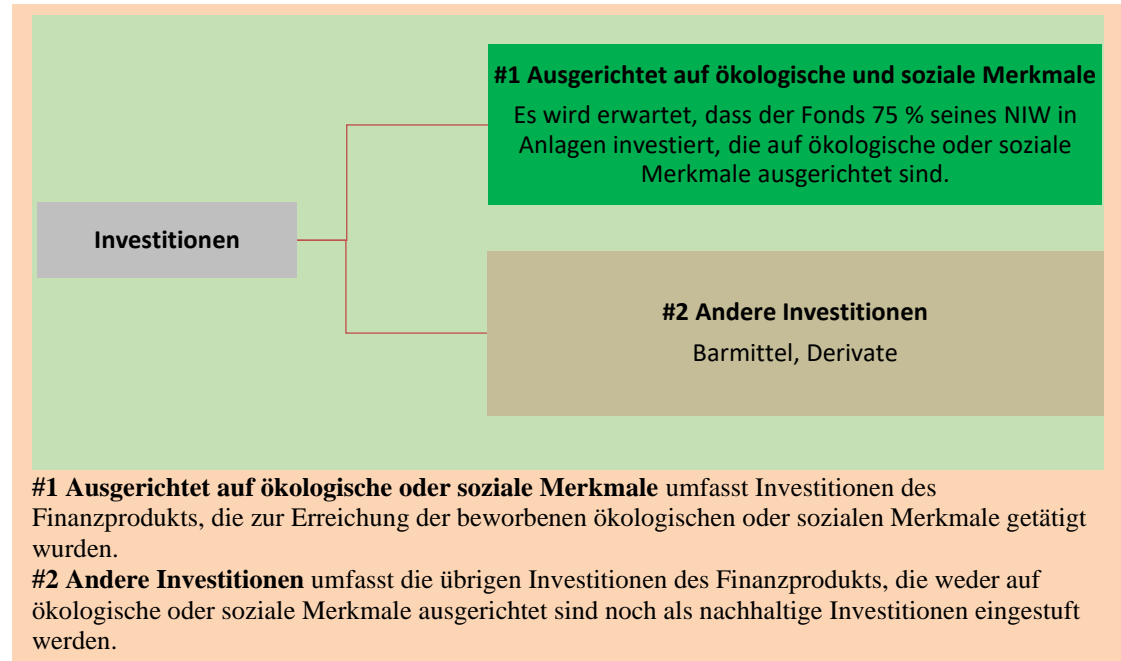 #1 Ausgerichtet auf ökologische und soziale Merkmale
Es wird erwartet, dass der Fonds 75 % seines NIW in
Anlagen investiert, die auf ökologische oder soziale
Merkmale ausgerichtet sind.
Investitionen
#2 Andere Investitionen
Barmittel, Derivate
#1 Ausgerichtet auf ökologische oder soziale Merkmale umfasst Investitionen des
Finanzprodukts, die zur Erreichung der beworbenen ökologischen oder sozialen Merkmale getätigt
wurden.
#2 Andere Investitionen umfasst die übrigen Investitionen des Finanzprodukts, die weder auf
ökologische oder soziale Merkmale ausgerichtet sind noch als nachhaltige Investitionen eingestuft
werden.